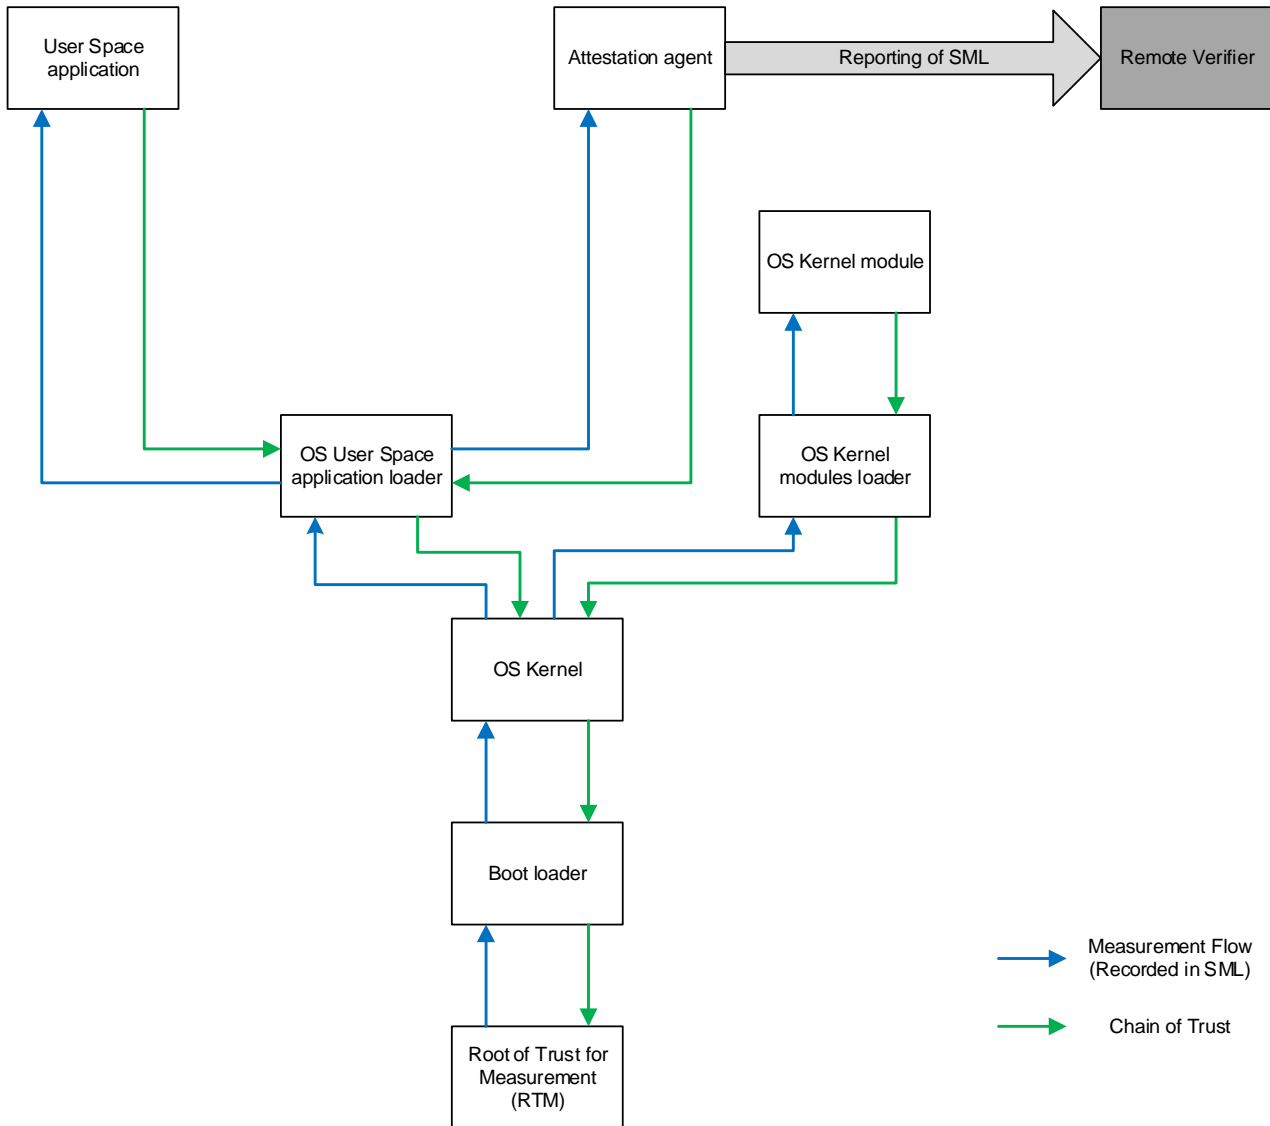 User Space
application
Attestation agent
Reporting of SML
Remote Verifier
OS Kernel module
OS User Space
application loader
OS Kernel
modules loader
OS Kernel
Boot loader
Measurement Flow
(Recorded in SML)
Chain of Trust
Root of Trust for
Measurement
(RTM)